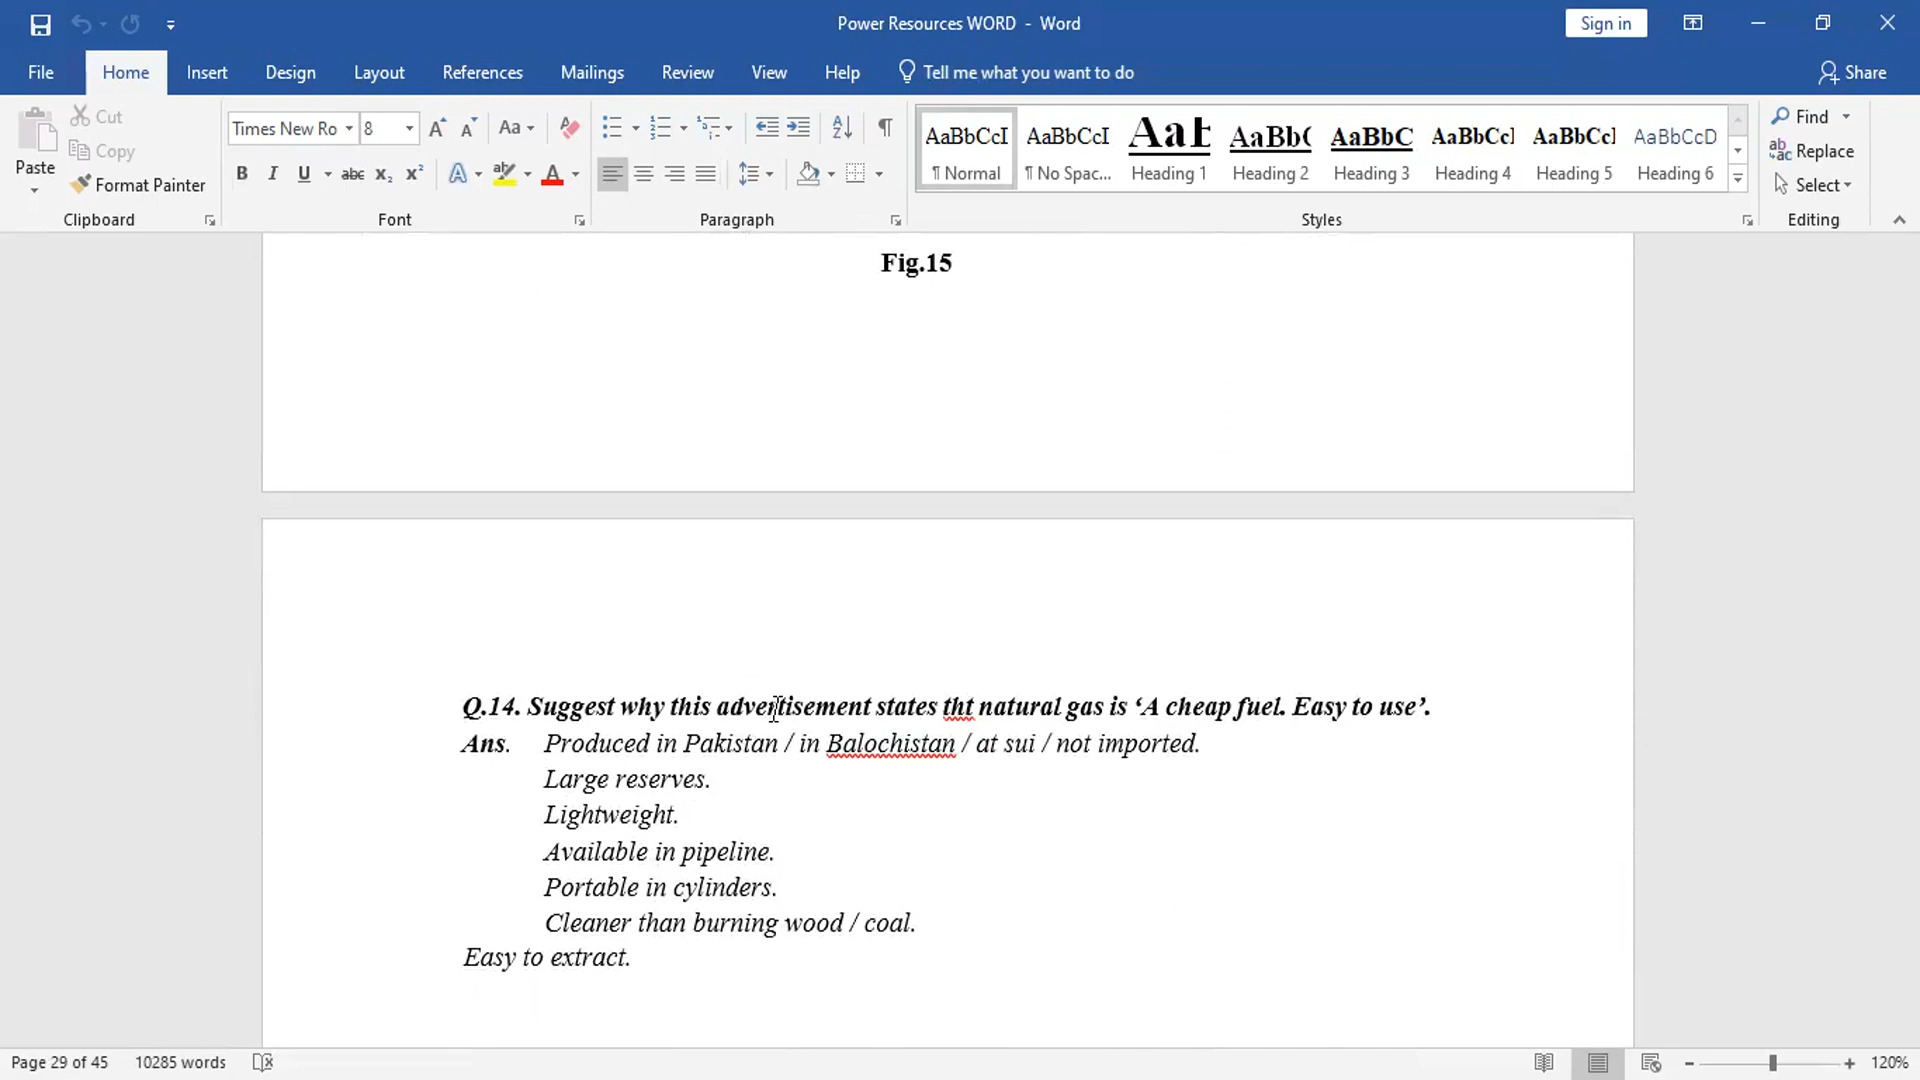 Power Resources WORD - Word
Sign in
File Home Insert Design Layout References Mailings Review View Help Tell me what you want to do Share
Paste
Cut
Copy
Format Painter
Clipboard
Times New Ro 8
Aa
B I U abc x₂ x² A A
Font
Paragraph
AaBbCcI AaBbCcI Aab AaBb( AaBbC AaBbCcl AaBbCcl AaBbCcD
¶ Normal ¶ No Spac... Heading 1 Heading 2 Heading 3 Heading 4 Heading 5 Heading 6
Styles
Find
Replace
Select
Editing
Fig.15
Q.14. Suggest why this advertisement states tht natural gas is ‘A cheap fuel. Easy to use’.
Ans. Produced in Pakistan / in Balochistan / at sui / not imported.
Large reserves.
Lightweight.
Available in pipeline.
Portable in cylinders.
Cleaner than burning wood / coal.
Easy to extract.
Page 29 of 45 10285 words 120%